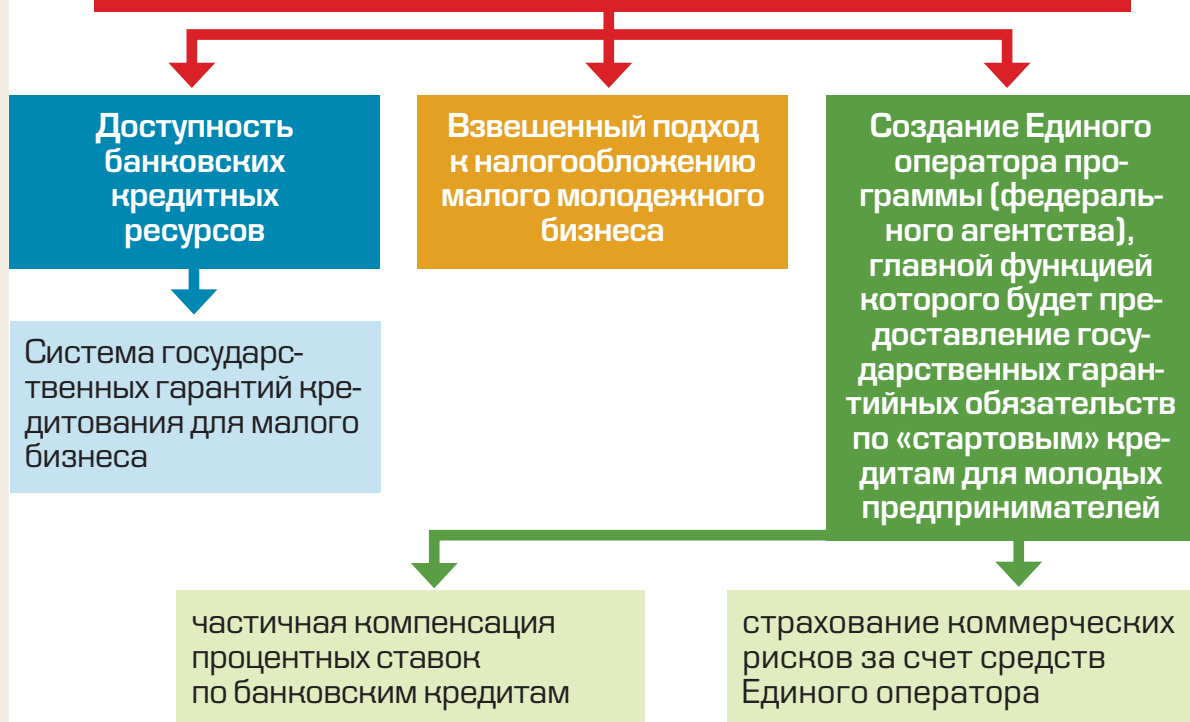 Доступность
банковских
кредитных
ресурсов
Система государс-
твенных гарантий кре-
дитования для малого
бизнеса
Взвешенный подход
к налогообложению
малого молодежного
бизнеса
Создание Единого
оператора про-
граммы (федераль-
ного агентства),
главной функцией
которого будет пре-
доставление госу-
дарственных гаран-
тийных обязательств
по «стартовым» кре-
дитам для молодых
предпринимателей
частичная компенсация
процентных ставок
по банковским кредитам
страхование коммерческих
рисков за счет средств
Единого оператора